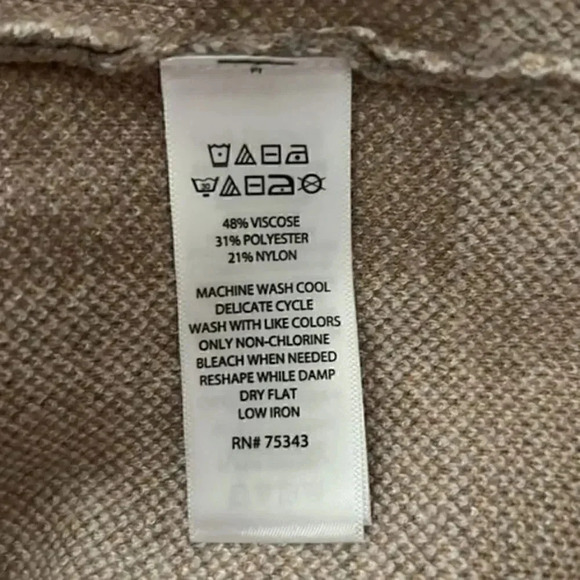 30
48% VISCOSE
31% POLYESTER
21% NYLON
MACHINE WASH COOL
DELICATE CYCLE
WASH WITH LIKE COLORS
ONLY NON-CHLORINE
BLEACH WHEN NEEDED
RESHAPE WHILE DAMP
DRY FLAT
LOW IRON
RN# 75343